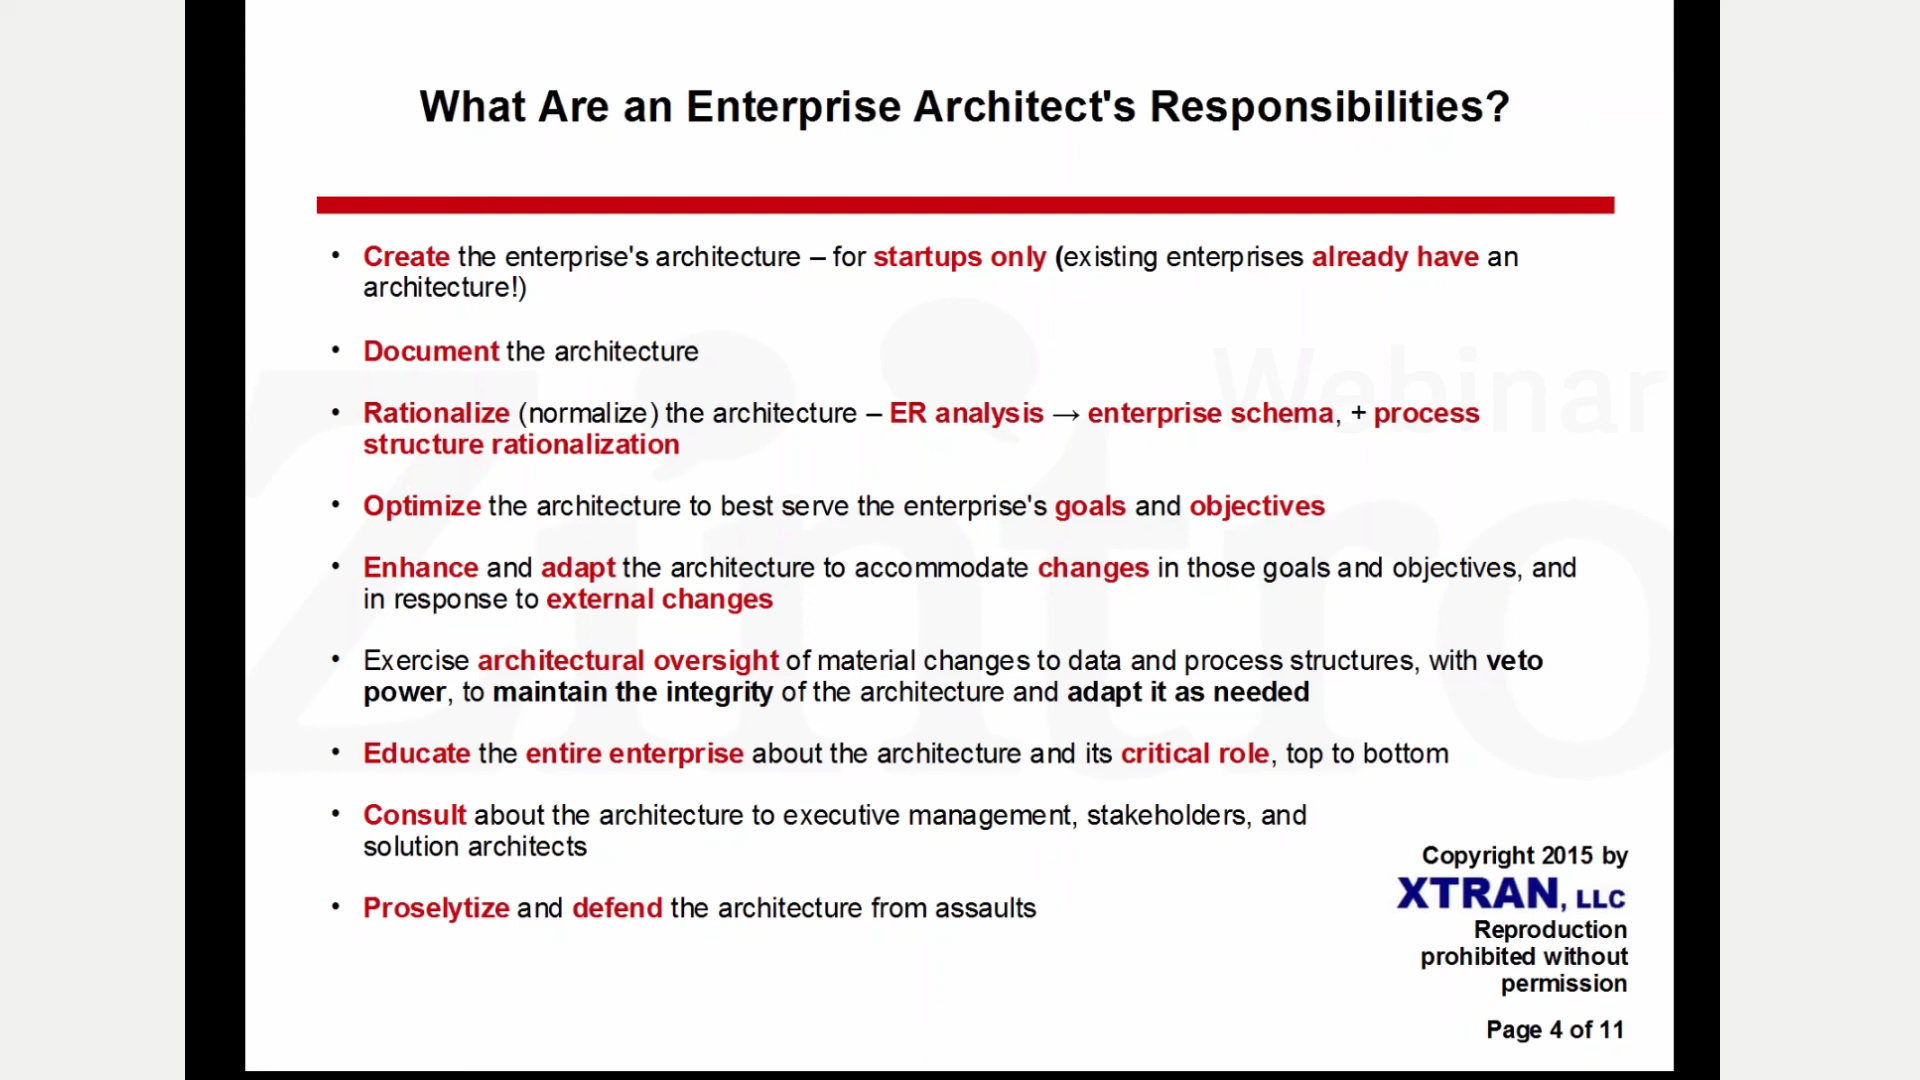 What Are an Enterprise Architect's Responsibilities?
• Create the enterprise's architecture – for startups only (existing enterprises already have an
architecture!)
• Document the architecture
• Rationalize (normalize) the architecture – ER analysis → enterprise schema, + process
structure rationalization
• Optimize the architecture to best serve the enterprise's goals and objectives
• Enhance and adapt the architecture to accommodate changes in those goals and objectives, and
in response to external changes
• Exercise architectural oversight of material changes to data and process structures, with veto
power, to maintain the integrity of the architecture and adapt it as needed
• Educate the entire enterprise about the architecture and its critical role, top to bottom
• Consult about the architecture to executive management, stakeholders, and
solution architects
• Proselytize and defend the architecture from assaults
Copyright 2015 by
XTRAN, LLC
Reproduction
prohibited without
permission
Page 4 of 11
Zintro
Webinar